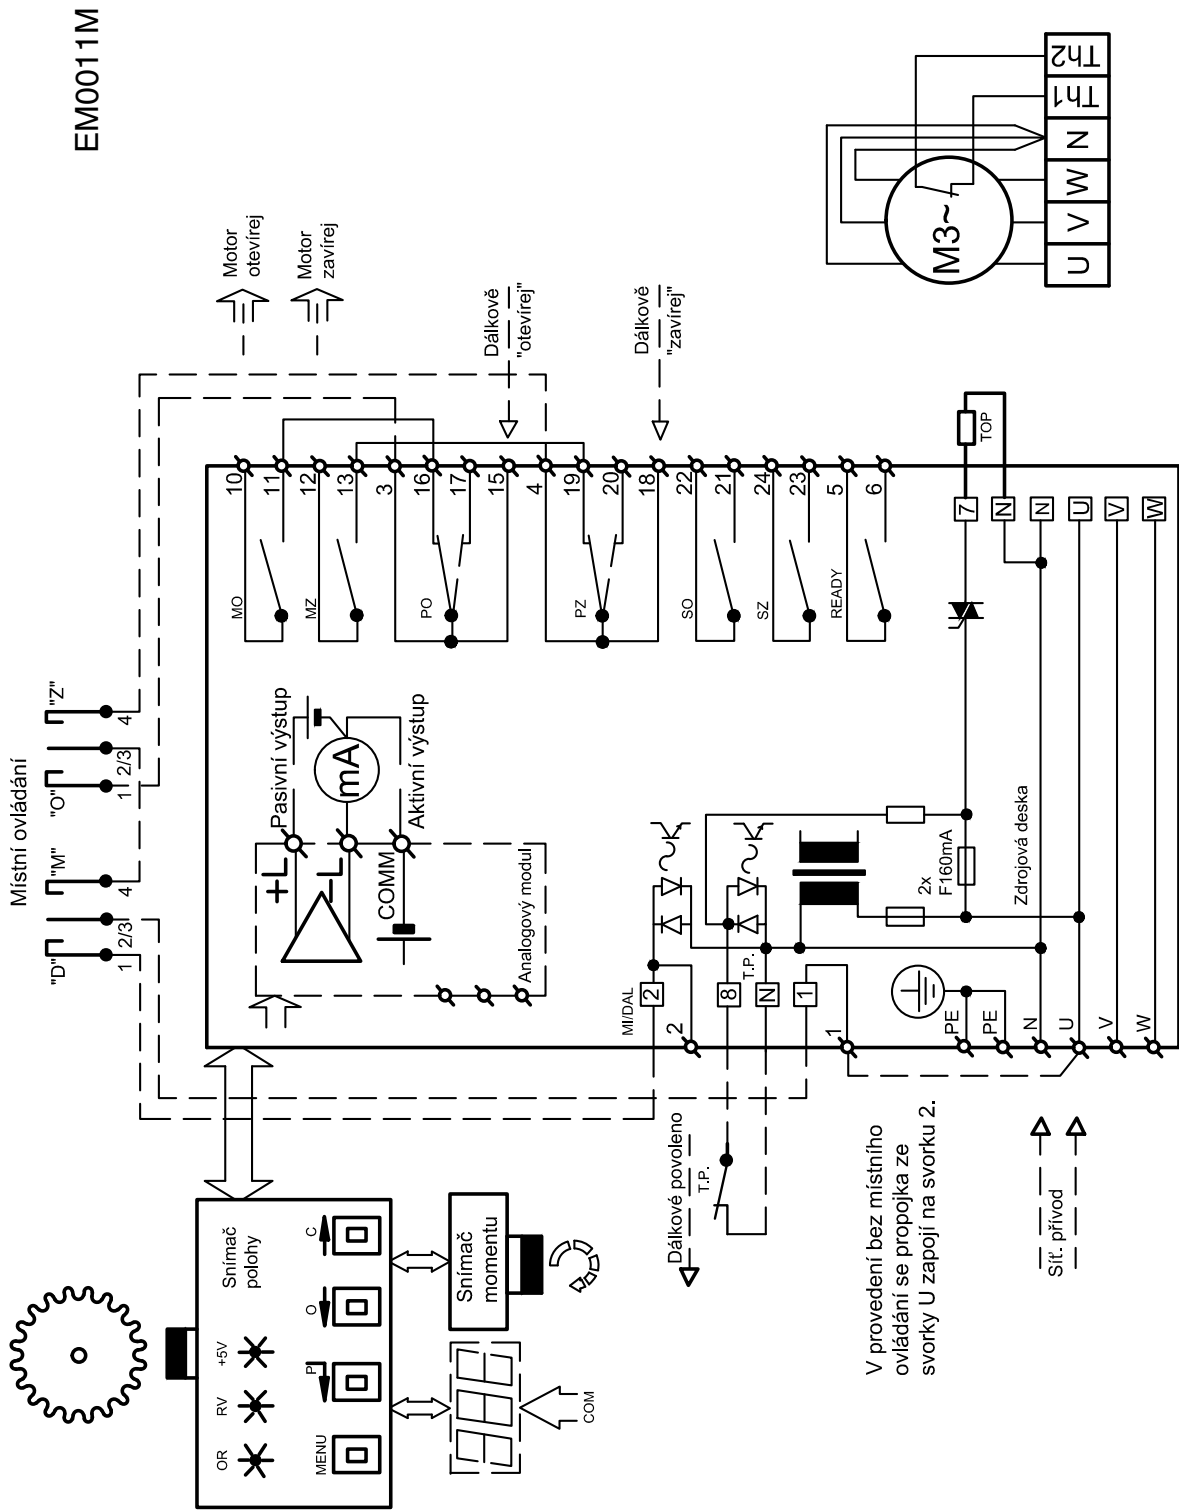 EM0011M
Místní ovládání
"D"
"M"
"O"
"Z"
1
2/3
4
1
2/3
4
Motor
otevírej
Motor
zavírej
Dálkově
"otevírej"
Dálkově
"zavírej"
Pasivní výstup
Aktivní výstup
mA
+L
-L
COMM
Analogový modul
MO
MZ
PO
PZ
SO
SZ
READY
10
11
12
13
3
16
17
15
4
19
20
18
22
21
24
23
5
6
TOP
7
N
N
U
V
W
2x
F160mA
Zdrojová deska
MI/DAL
2
2
8
T.P.
N
1
1
PE
PE
N
U
V
W
Snímač
polohy
OR
RV
+5V
MENU
P
O
C
Snímač
momentu
COM
Dálkové povoleno
T.P.
V provedení bez místního
ovládání se propojka ze
svorky U zapojí na svorku 2.
Síť. přívod
M3~
U
V
W
N
Th1
Th2